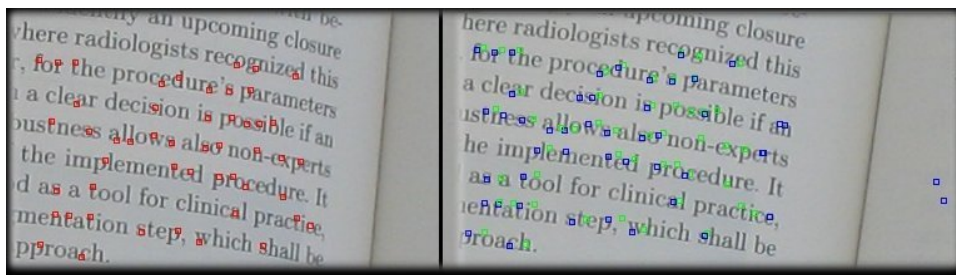 an upcoming closure
here radiologists recognized this
, for the procedure's parameters
a clear decision is possible if an
ustness allows also non-experts
the implemented procedure. It
d as a tool for clinical practice,
mentation step, which shall be
pproach.
upcoming closure
here radiologists recognized this
for the procedure's parameters
a clear decision is possible if an
ustness allows also non-experts
he implemented procedure. It
as a tool for clinical practice,
entation step, which shall be
proach.